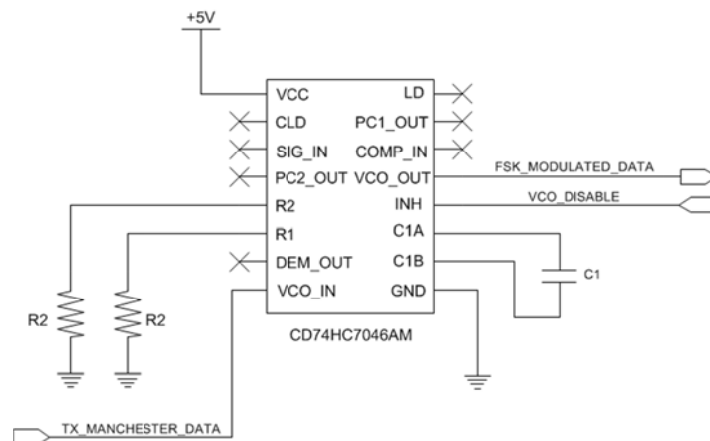 +5V
VCC
LD
CLD
PC1_OUT
SIG_IN
COMP_IN
PC2_OUT
VCO_OUT
FSK_MODULATED_DATA
R2
INH
VCO_DISABLE
R1
C1A
DEM_OUT
C1B
C1
VCO_IN
GND
R2
R2
CD74HC7046AM
TX_MANCHESTER_DATA